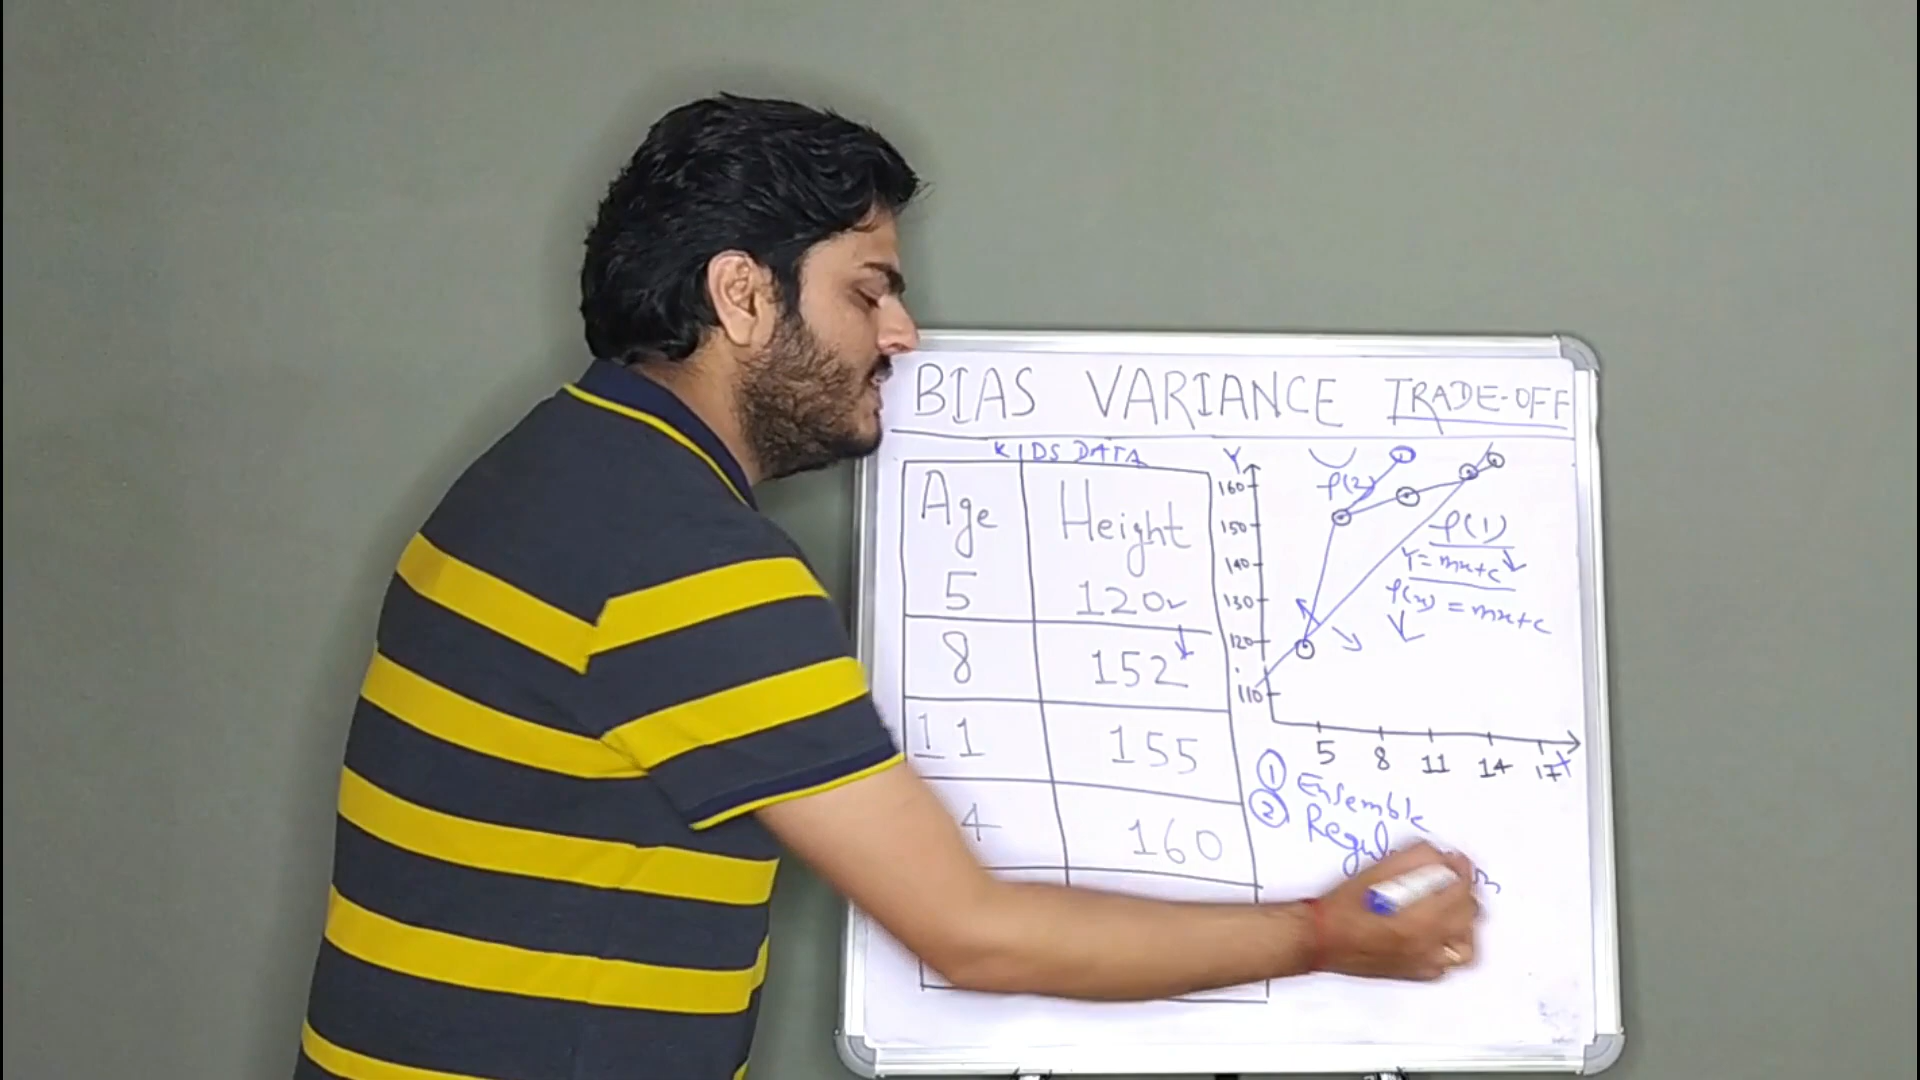 BIAS VARIANCE TRADE-OFF
KIDS DATA
Age Height
5 120
8 152
11 155
4 160
Y
160
150
140
130
120
110
5 8 11 14 17 X
f(2)
f(1)
Y = mx+c
f(x) = mx+c
1 Ensemble
2